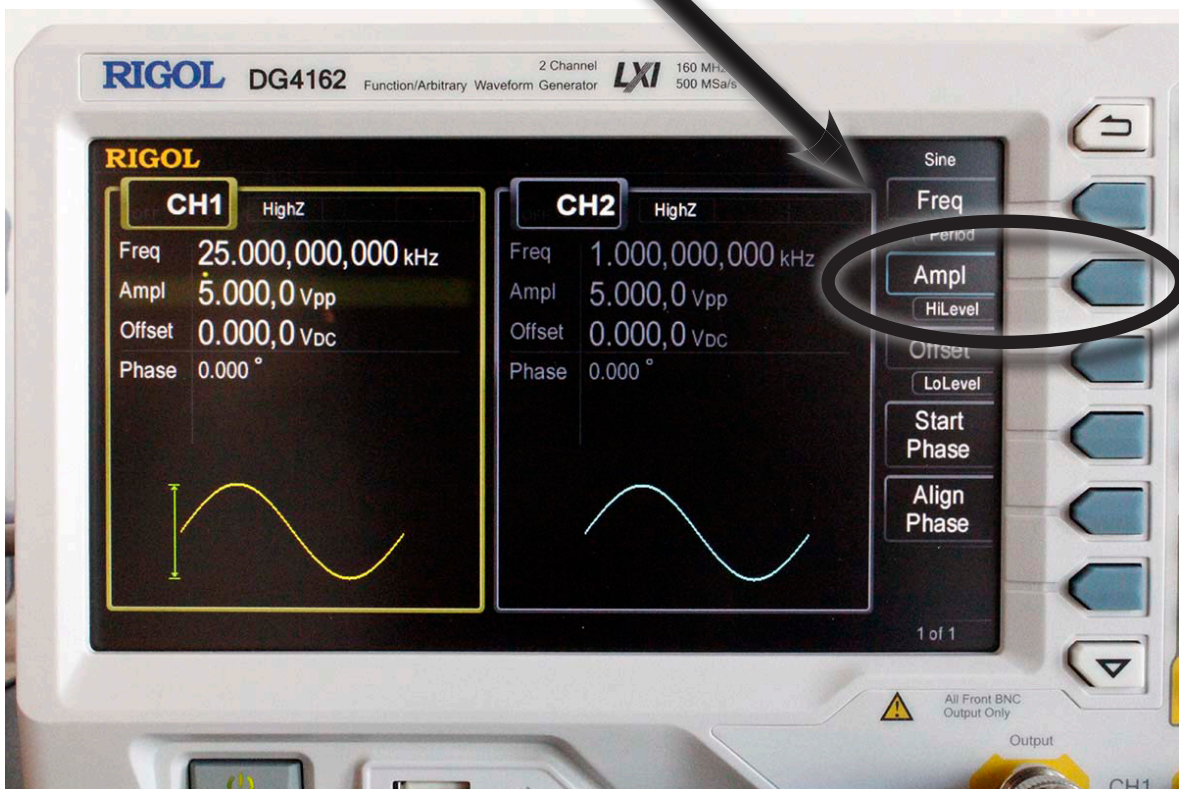 RIGOL DG4162 Function/Arbitrary Waveform Generator 2 Channel LXI 160 MHz
500 MSa/s
RIGOL
Sine
CH1 HighZ
Freq 25.000,000,000 kHz
Ampl 5.000,0 Vpp
Offset 0.000,0 VDC
Phase 0.000 °
CH2 HighZ
Freq 1.000,000,000 kHz
Ampl 5.000,0 Vpp
Offset 0.000,0 VDC
Phase 0.000 °
Freq
Period
Ampl
HiLevel
Offset
LoLevel
Start
Phase
Align
Phase
1 of 1
All Front BNC
Output Only
Output
CH1